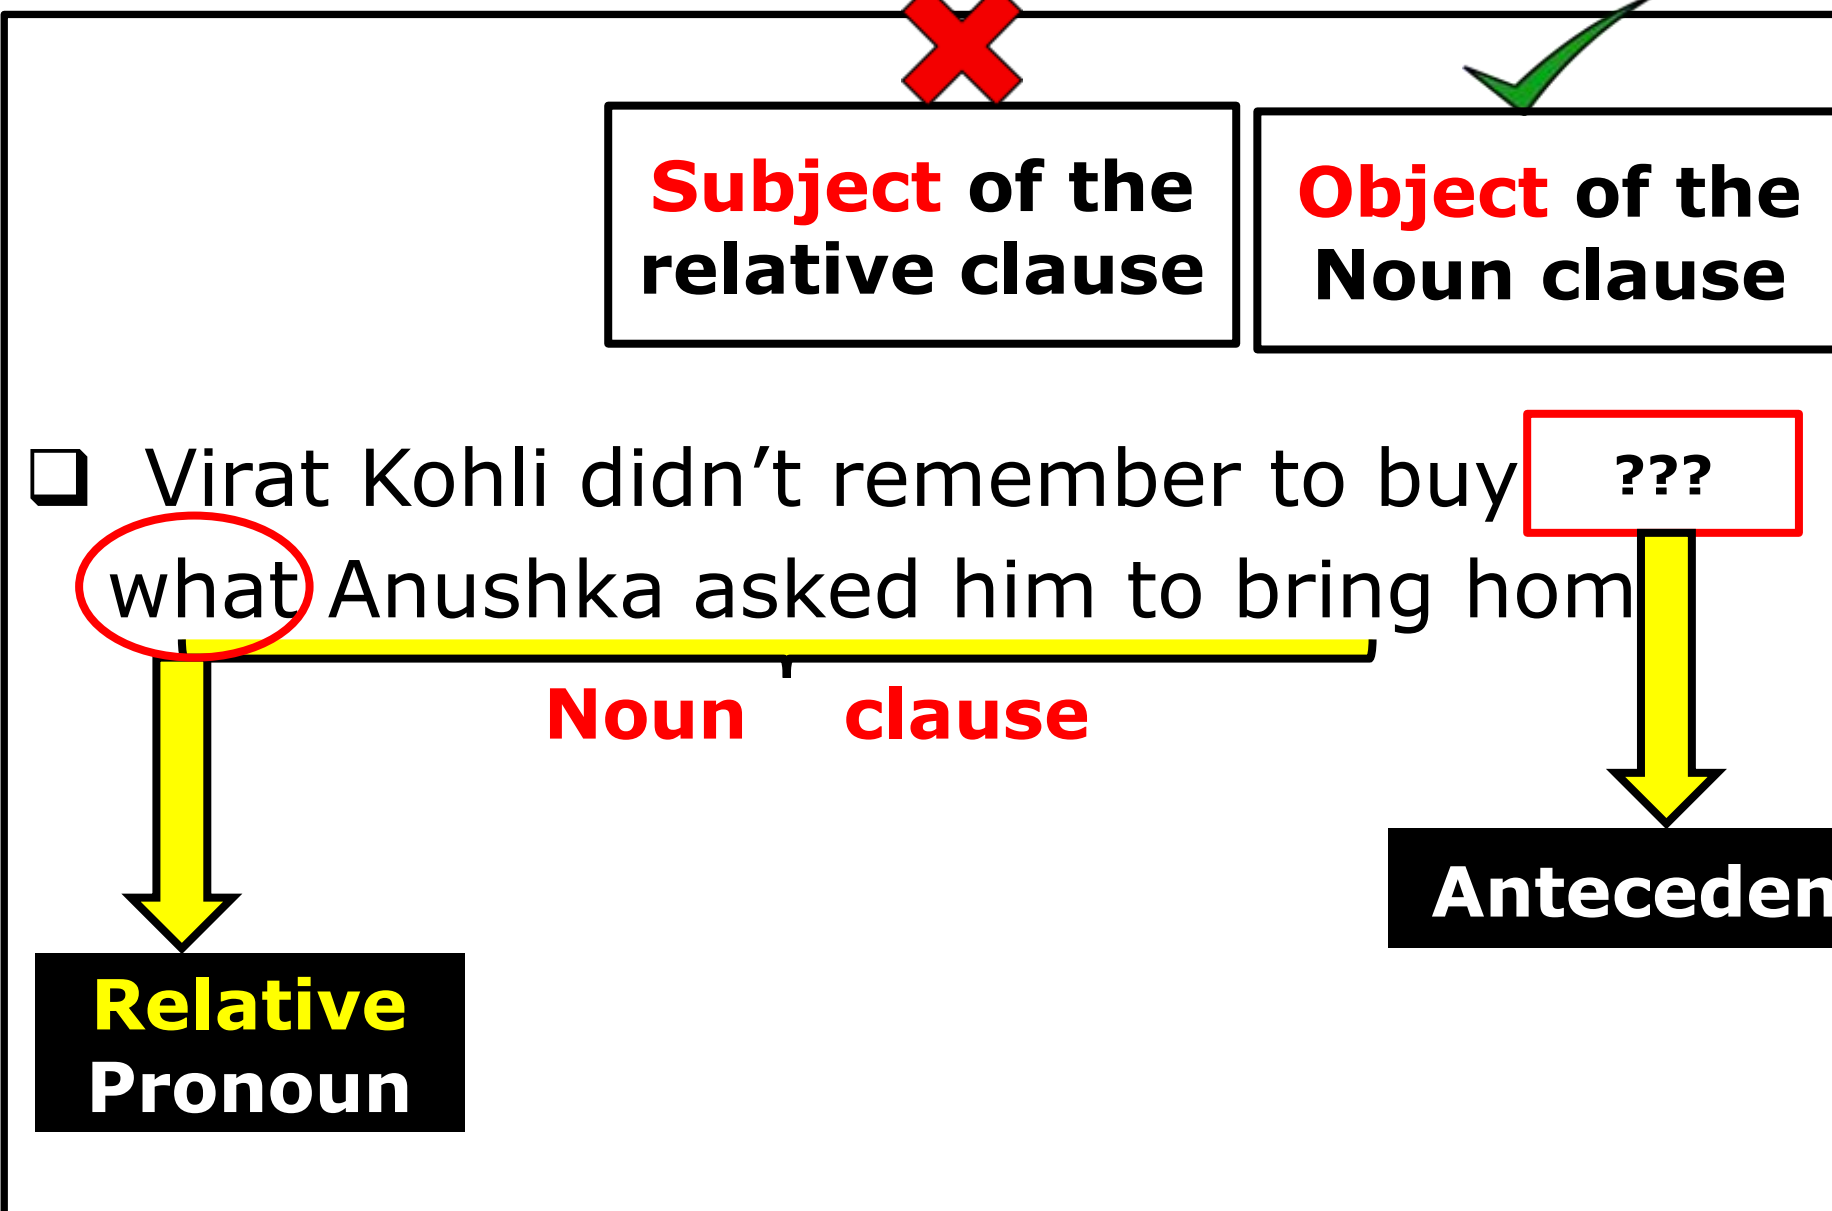 Subject of the
relative clause
Object of the
Noun clause
Virat Kohli didn’t remember to buy ???
what Anushka asked him to bring hom
Noun clause
Anteceden
Relative
Pronoun